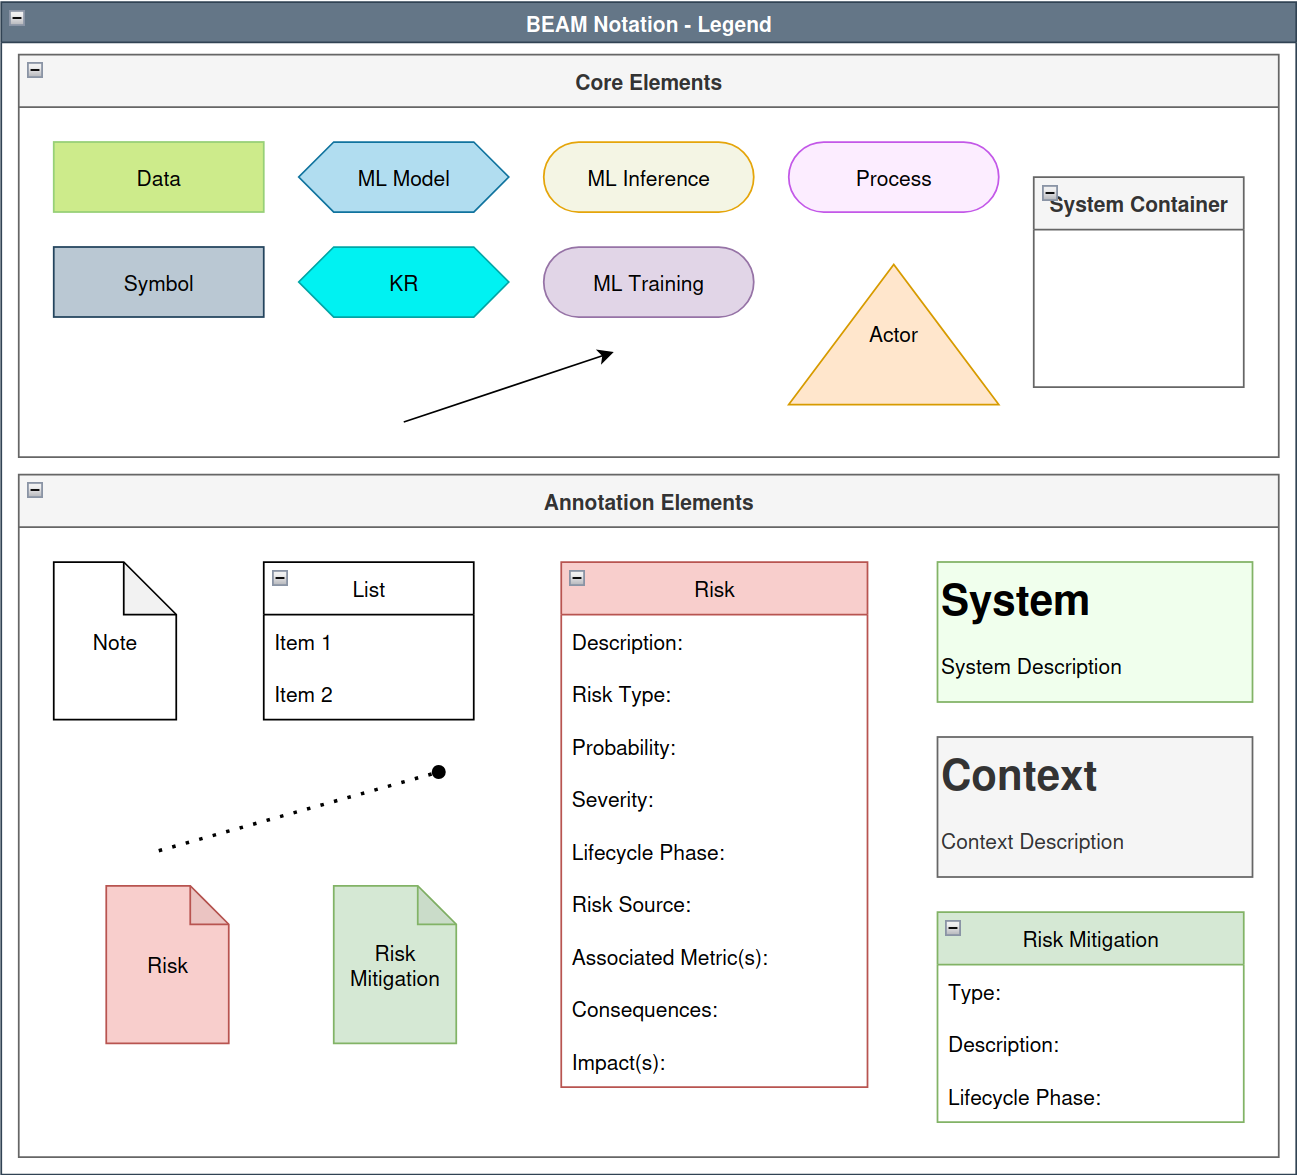 BEAM Notation - Legend
Core Elements
Data
ML Model
ML Inference
Process
System Container
Symbol
KR
ML Training
Actor
Annotation Elements
Note
List
Item 1
Item 2
Risk
Description:
Risk Type:
Probability:
Severity:
Lifecycle Phase:
Risk Source:
Associated Metric(s):
Consequences:
Impact(s):
System
System Description
Context
Context Description
Risk
Risk
Mitigation
Risk Mitigation
Type:
Description:
Lifecycle Phase: